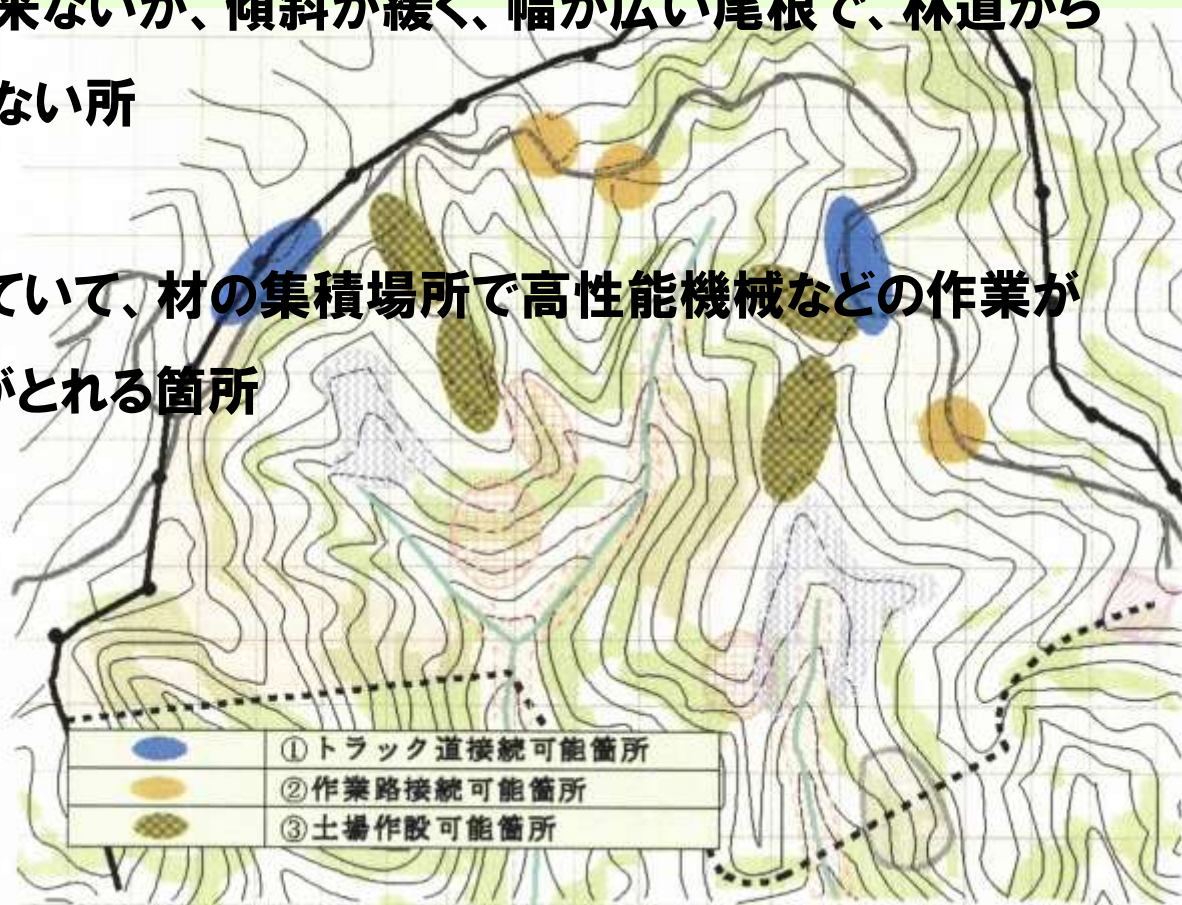 来ないが、傾斜が緩く、幅が広い尾根で、林道から
ない所
ていて、材の集積場所で高性能機械などの作業が
がとれる箇所
①トラック道接続可能箇所
②作業路接続可能箇所
③土場作設可能箇所